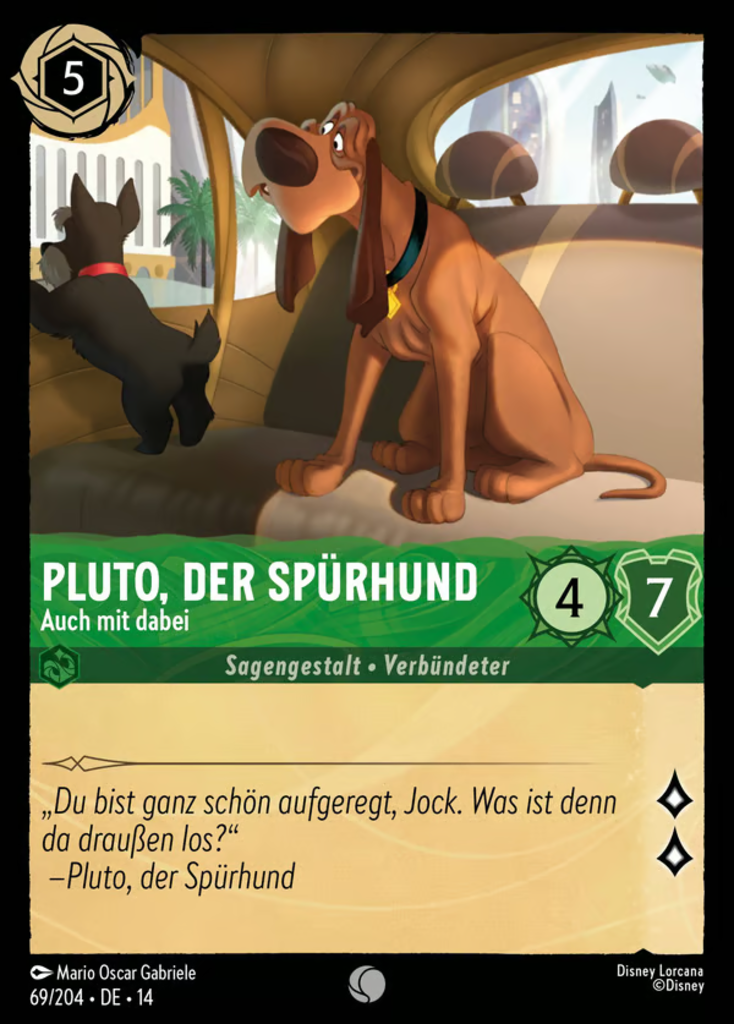 5
PLUTO, DER SPÜRHUND
Auch mit dabei
4
7
Sagengestalt • Verbündeter
„Du bist ganz schön aufgeregt, Jock. Was ist denn
da draußen los?“
–Pluto, der Spürhund
Mario Oscar Gabriele
69/204 • DE • 14
Disney Lorcana
©Disney